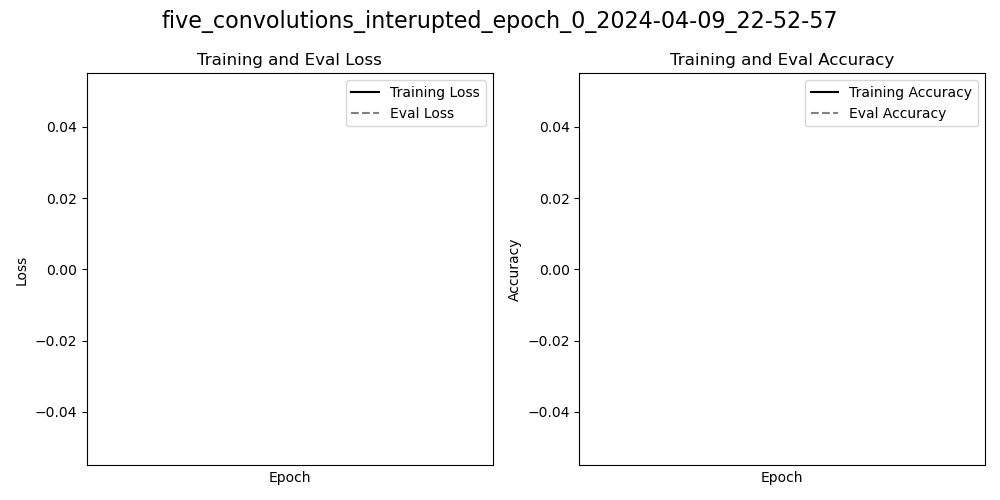 five_convolutions_interupted_epoch_0_2024-04-09_22-52-57
Training and Eval Loss
Training Loss
Eval Loss
0.04
0.02
0.00
−0.02
−0.04
Loss
Epoch
Training and Eval Accuracy
Training Accuracy
Eval Accuracy
0.04
0.02
0.00
−0.02
−0.04
Accuracy
Epoch